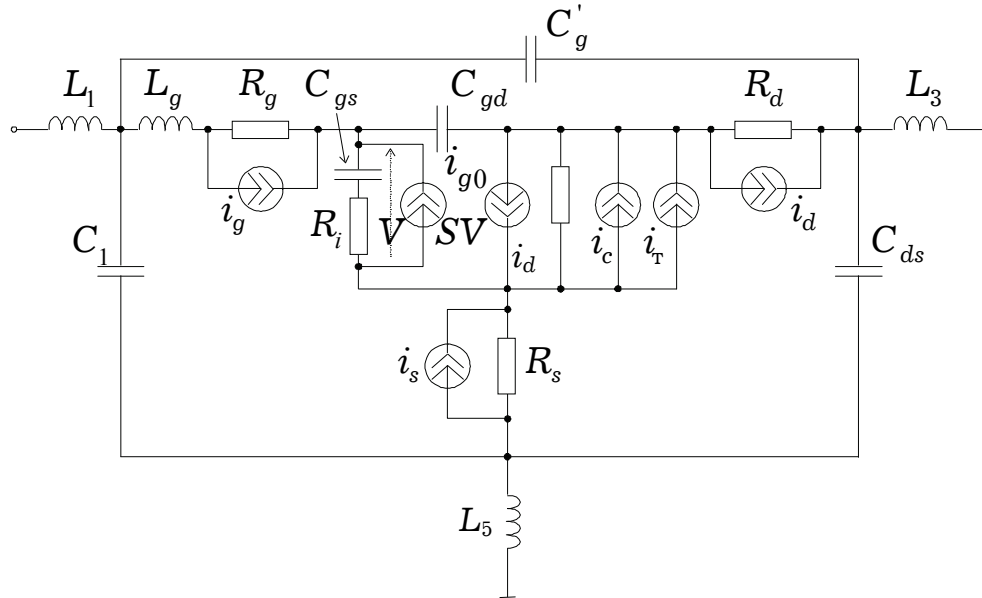 C'g
L1 Lg Rg Cgs Cgd Rd L3
ig0
ig Ri V SV id ic iт id
C1 Cds
is Rs
L5